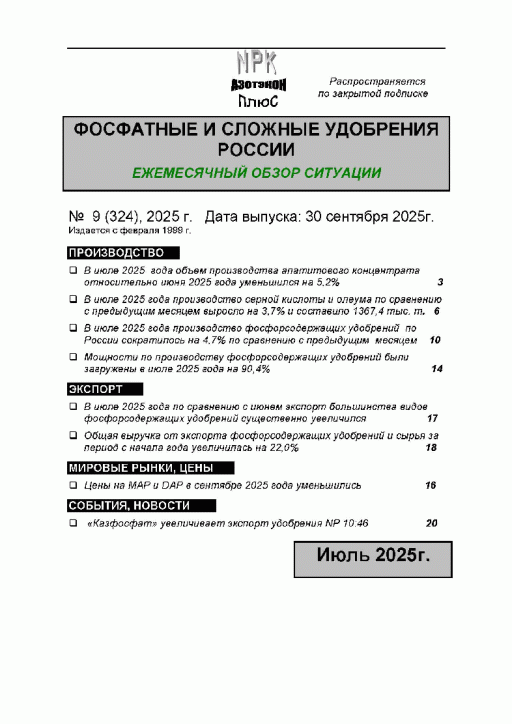 NPK
АЗОТЭКОН
ПЛЮС
Распространяется
по закрытой подписке
ФОСФАТНЫЕ И СЛОЖНЫЕ УДОБРЕНИЯ
РОССИИ
ЕЖЕМЕСЯЧНЫЙ ОБЗОР СИТУАЦИИ
№ 9 (324), 2025 г. Дата выпуска: 30 сентября 2025г.
Издается с февраля 1999 г.
ПРОИЗВОДСТВО
В июле 2025 года объем производства апатитового концентрата
относительно июня 2025 года уменьшился на 5,2% 3
В июле 2025 года производство серной кислоты и олеума по сравнению
с предыдущим месяцем выросло на 3,7% и составило 1367,4 тыс. т. 6
В июле 2025 года производство фосфорсодержащих удобрений по
России сократилось на 4,7% по сравнению с предыдущим месяцем 10
Мощности по производству фосфорсодержащих удобрений были
загружены в июле 2025 года на 90,4% 14
ЭКСПОРТ
В июле 2025 года по сравнению с июнем экспорт большинства видов
фосфорсодержащих удобрений существенно увеличился 17
Общая выручка от экспорта фосфорсодержащих удобрений и сырья за
период с начала года увеличилась на 22,0% 18
МИРОВЫЕ РЫНКИ, ЦЕНЫ
Цены на MAP и DAP в сентябре 2025 года уменьшились 16
СОБЫТИЯ, НОВОСТИ
«Казфосфат» увеличивает экспорт удобрения NP 10:46 20
Июль 2025г.